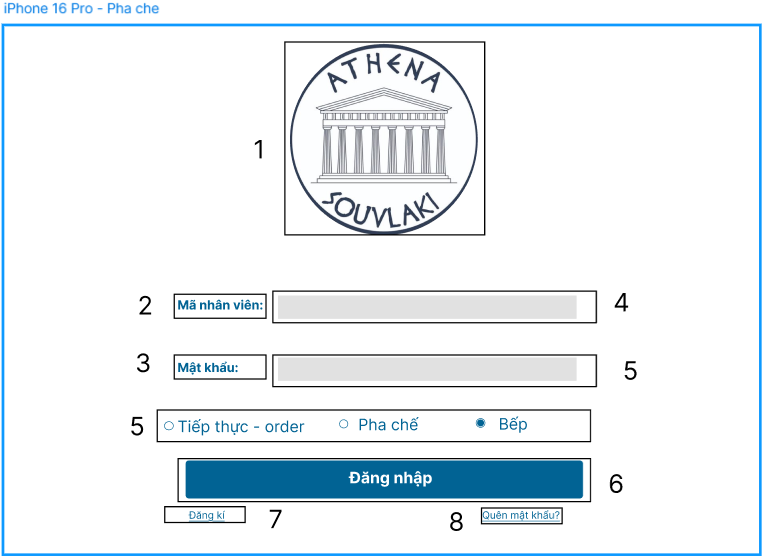 iPhone 16 Pro - Pha che
ATHENA
1
SOUVLAKI
2 Mã nhân viên: 4
3 Mật khẩu: 5
5 Tiếp thực - order Pha chế Bếp
Đăng nhập 6
Đăng kí 7 8 Quên mật khẩu?